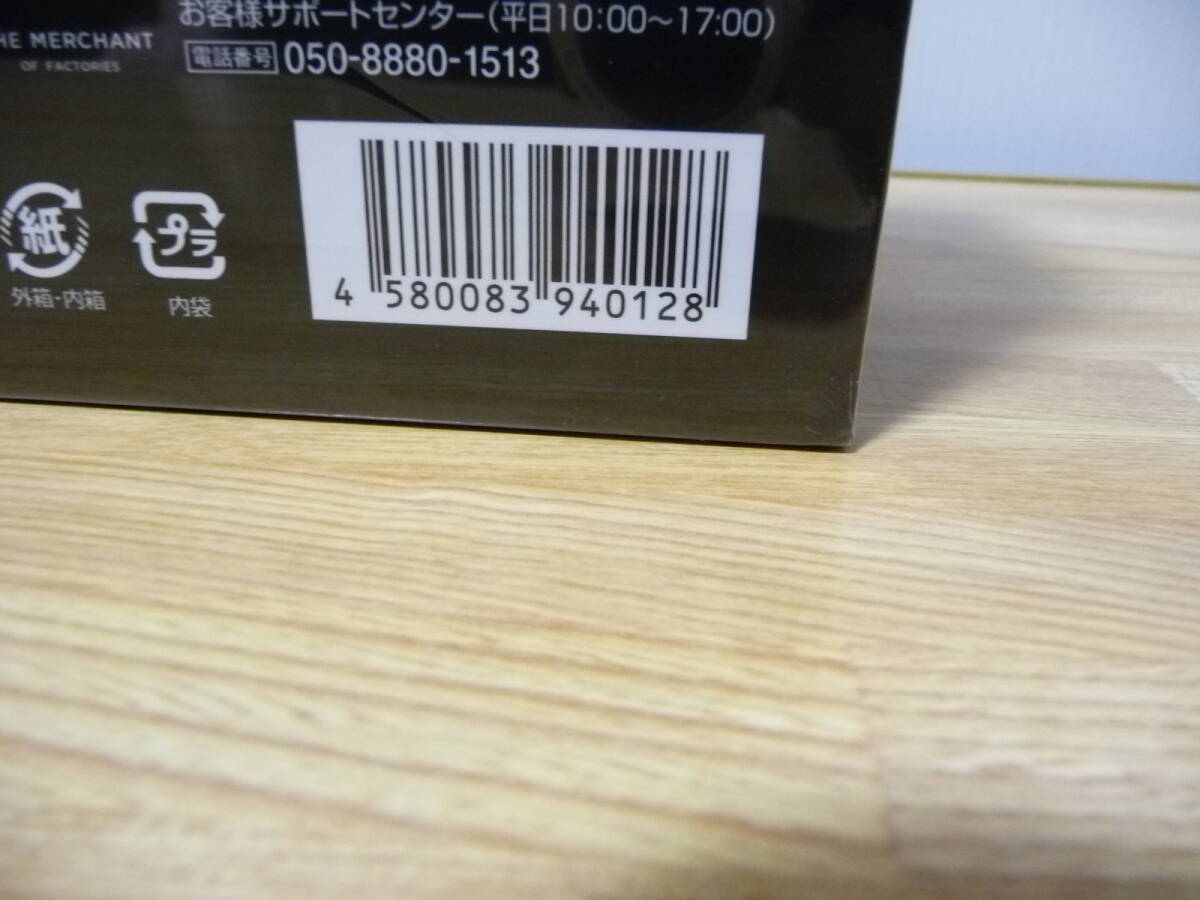 お客様サポートセンター(平日10:00〜17:00)
HE MERCHANT
OF FACTORIES
電話番号 050-8880-1513
紙
外箱・内箱
プラ
内袋
4 580083 940128